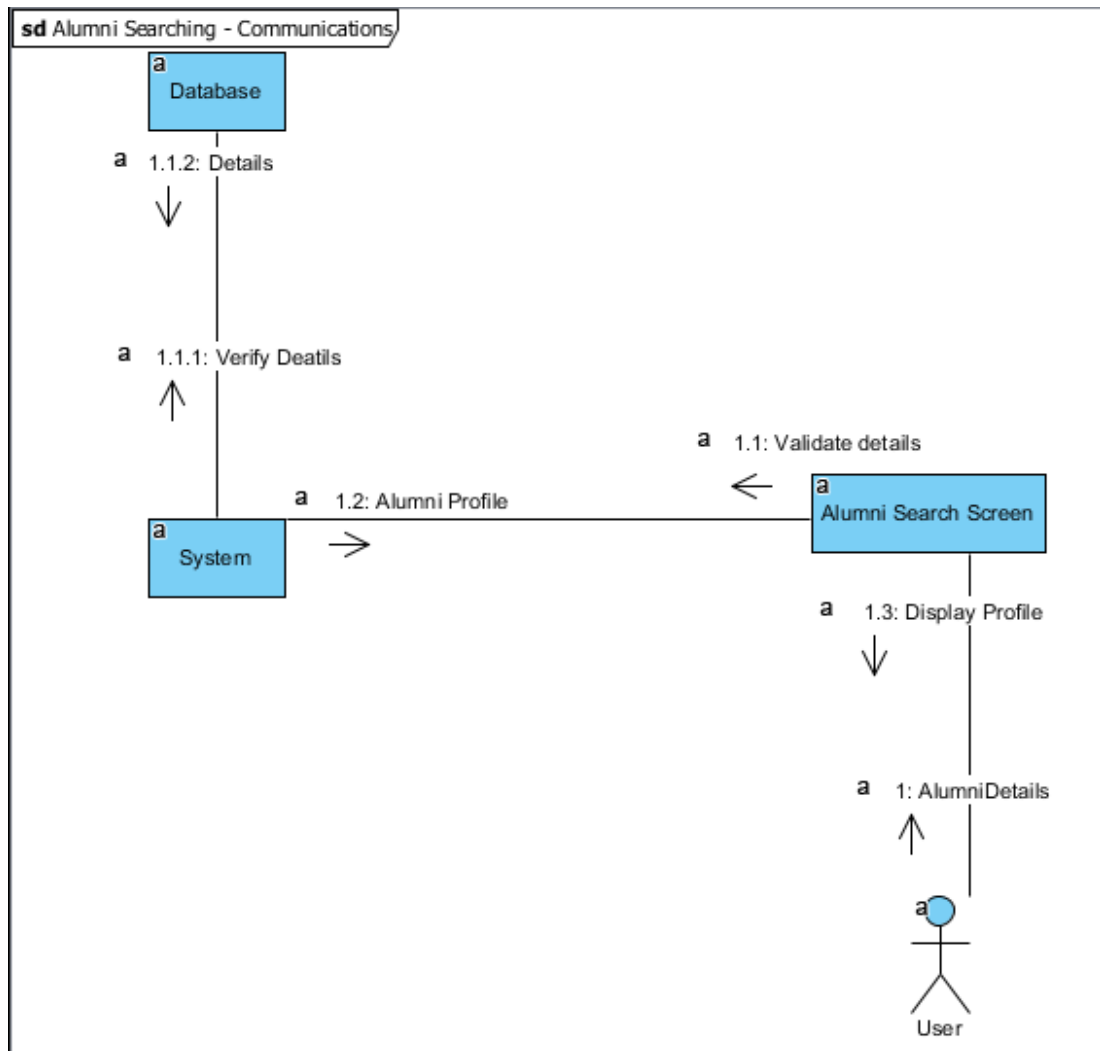 sd Alumni Searching - Communications
a
Database
a 1.1.2: Details
a 1.1.1: Verify Deatils
a 1.1: Validate details
a 1.2: Alumni Profile
a
Alumni Search Screen
a
System
a 1.3: Display Profile
a 1: AlumniDetails
a
User